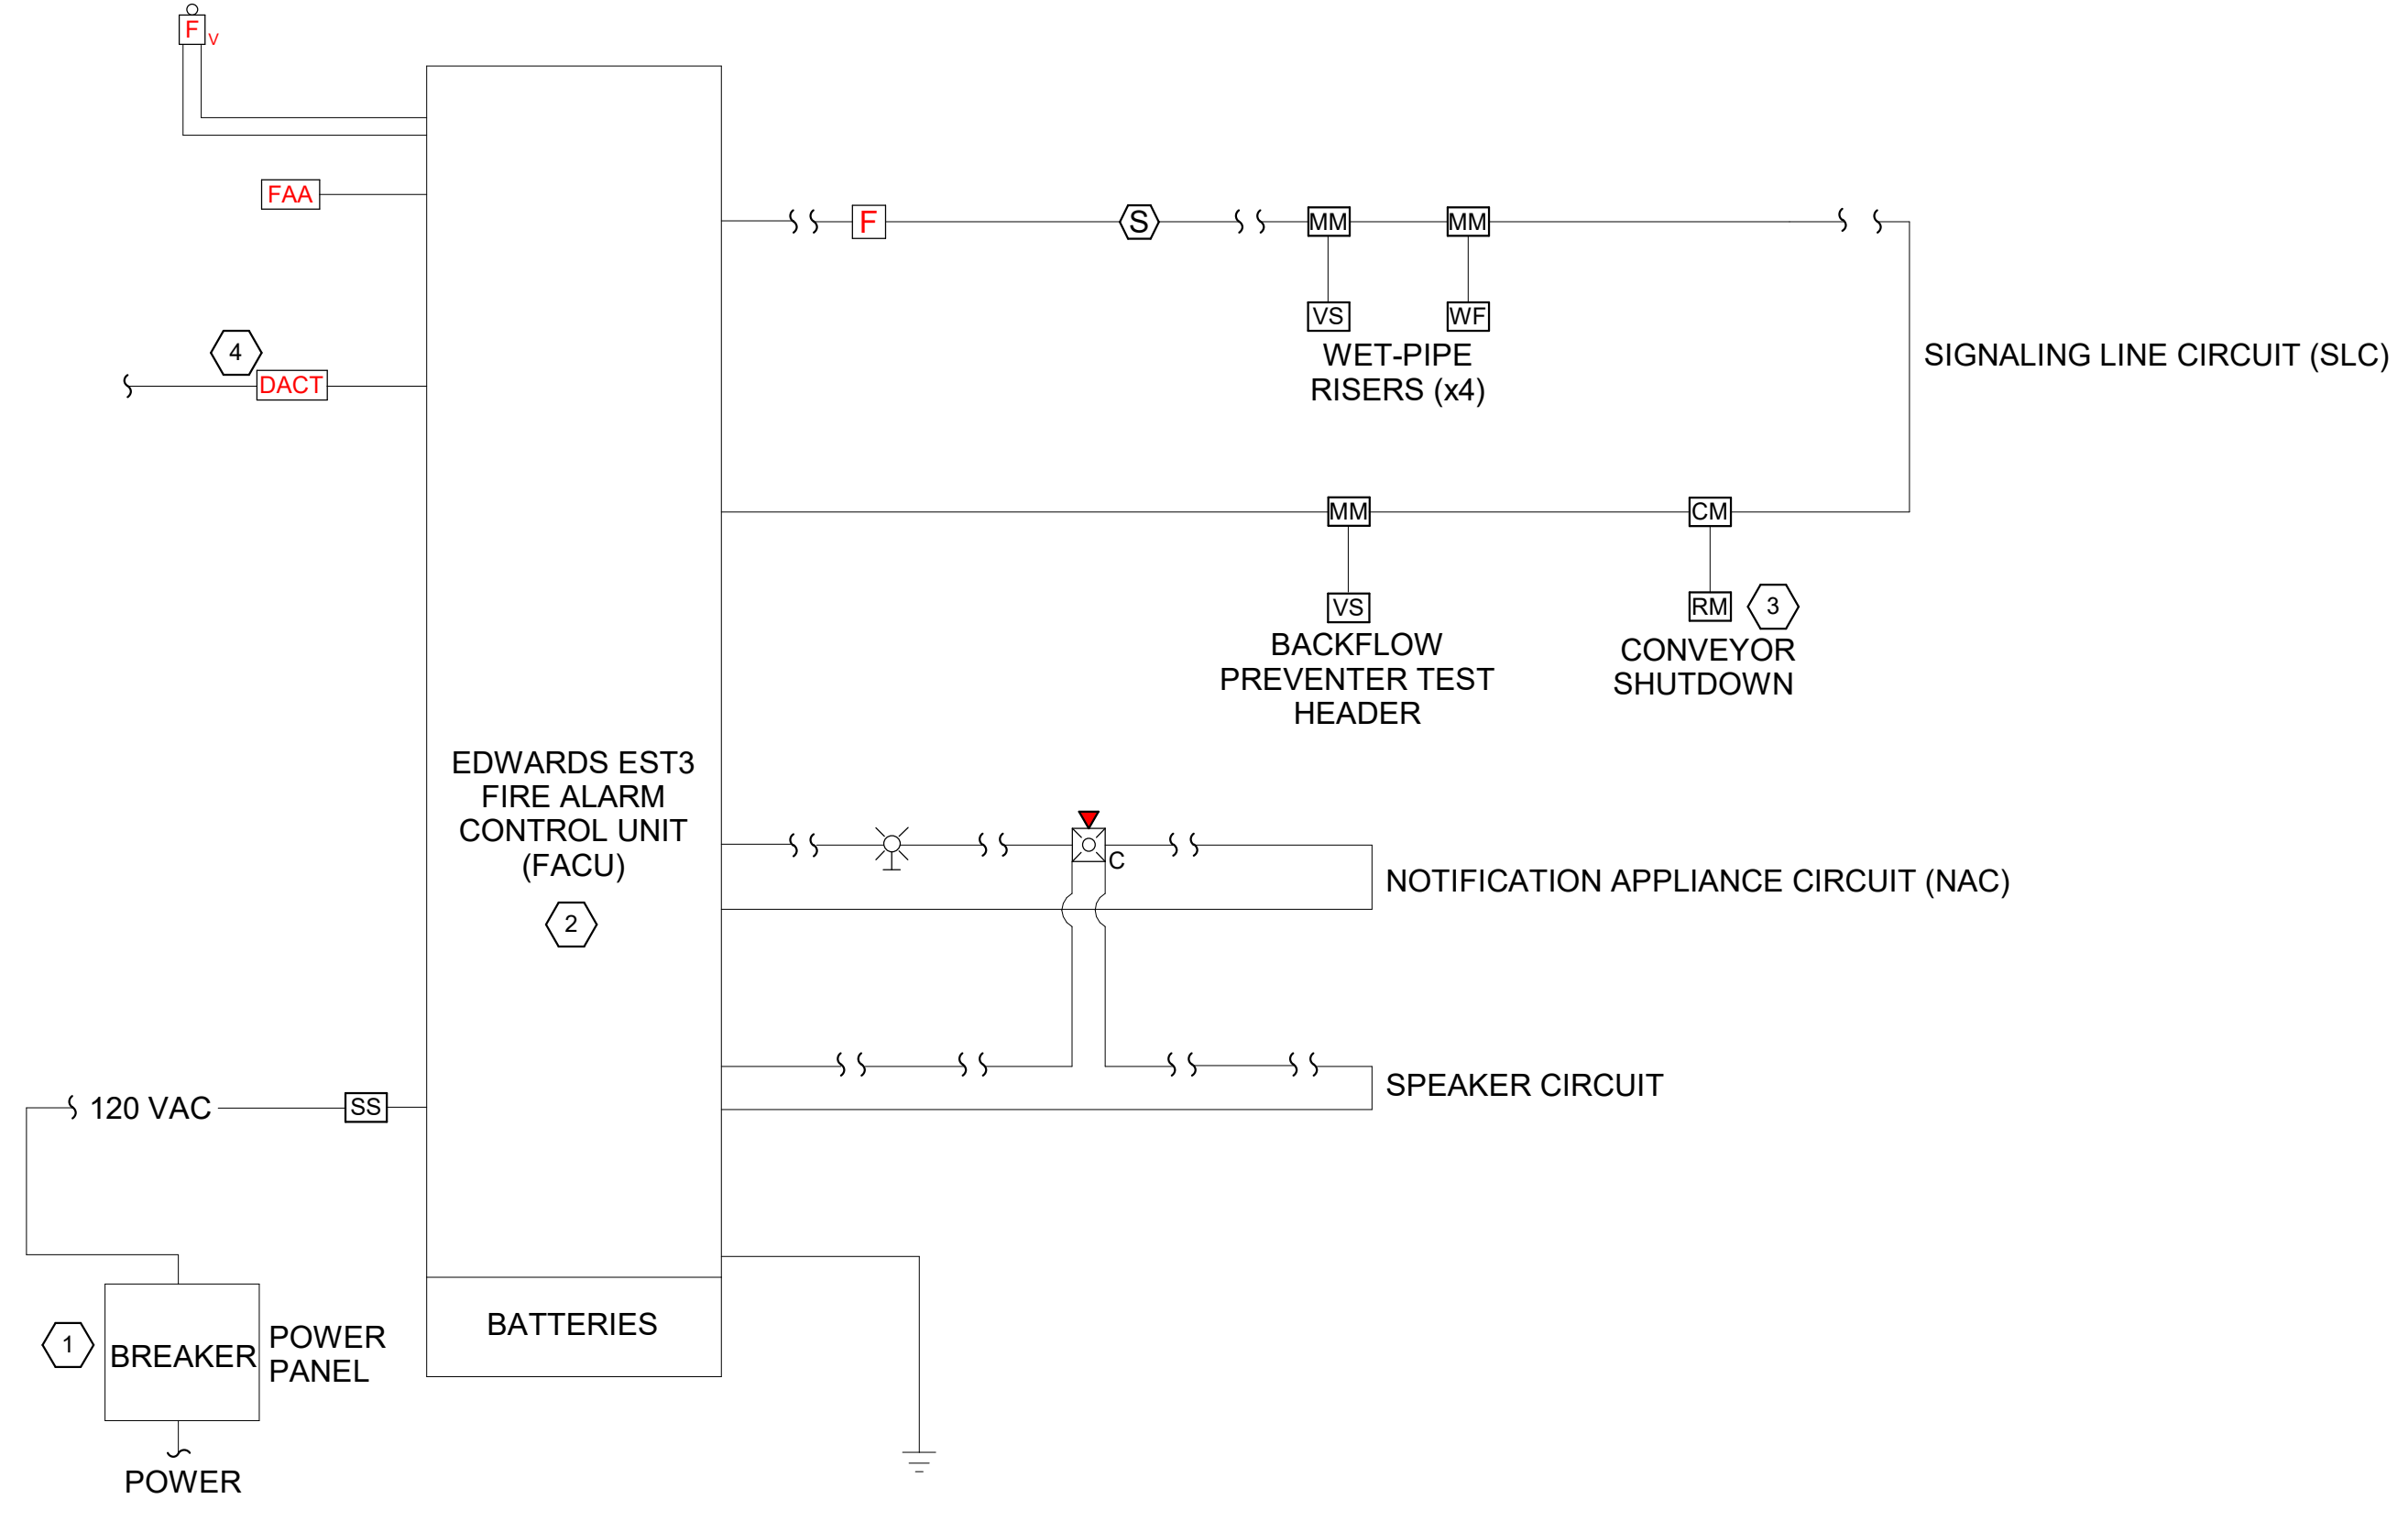 F
V
FAA
4
DACT
F
S
MM
MM
VS
WF
WET-PIPE
RISERS (x4)
SIGNALING LINE CIRCUIT (SLC)
MM
CM
VS
RM
3
BACKFLOW
PREVENTER TEST
HEADER
CONVEYOR
SHUTDOWN
EDWARDS EST3
FIRE ALARM
CONTROL UNIT
(FACU)
2
C
NOTIFICATION APPLIANCE CIRCUIT (NAC)
SPEAKER CIRCUIT
120 VAC
SS
BATTERIES
1
BREAKER
POWER
PANEL
POWER